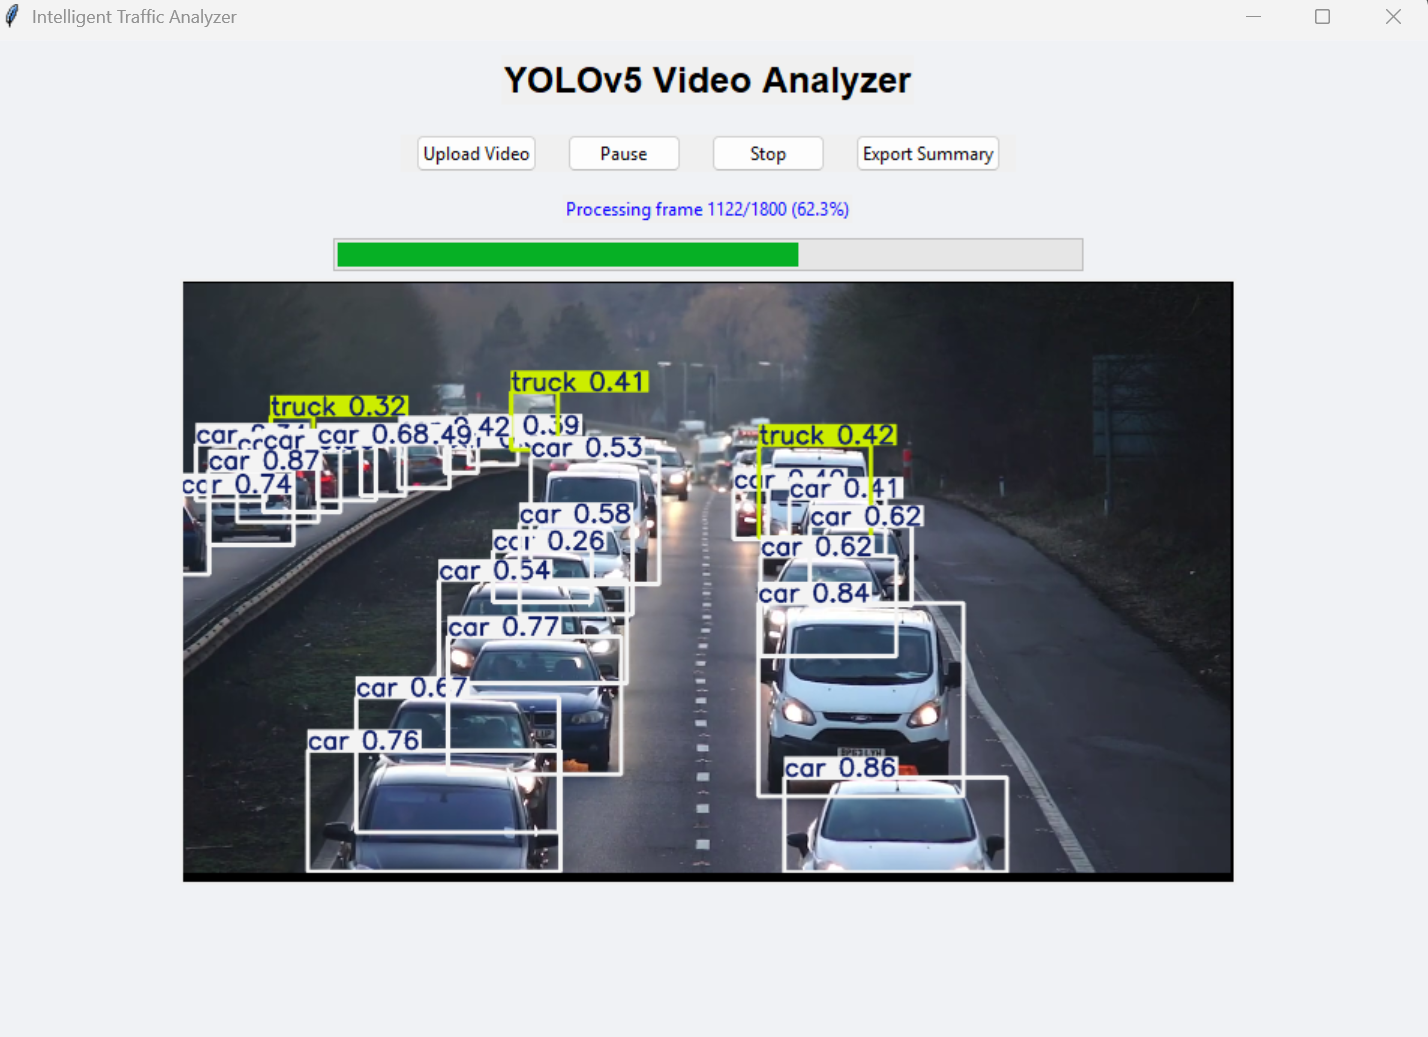 Intelligent Traffic Analyzer
YOLOv5 Video Analyzer
Upload Video Pause Stop Export Summary
Processing frame 1122/1800 (62.3%)
truck 0.41
truck 0.32
car car car 0.68 .49 0.42 0.59
truck 0.42
car 0.53
car 0.87
car 0.74
car
car 0.41
car 0.58
car 0.62
car 0.26
car 0.62
car 0.54
car 0.84
car 0.77
car 0.67
car 0.76
car 0.86